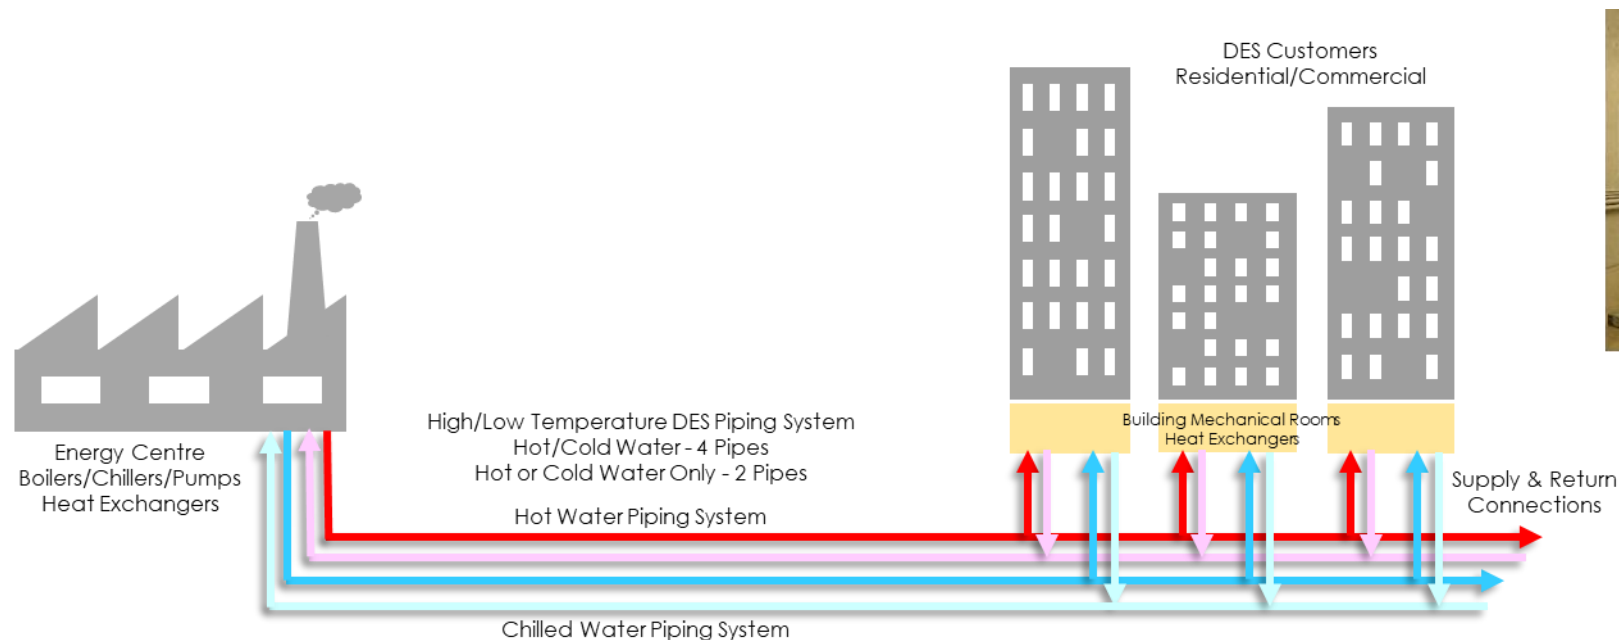 DES Customers
Residential/Commercial
High/Low Temperature DES Piping System
Hot/Cold Water - 4 Pipes
Hot or Cold Water Only - 2 Pipes
Building Mechanical Rooms
Heat Exchangers
Energy Centre
Boilers/Chillers/Pumps
Heat Exchangers
Supply & Return
Connections
Hot Water Piping System
Chilled Water Piping System